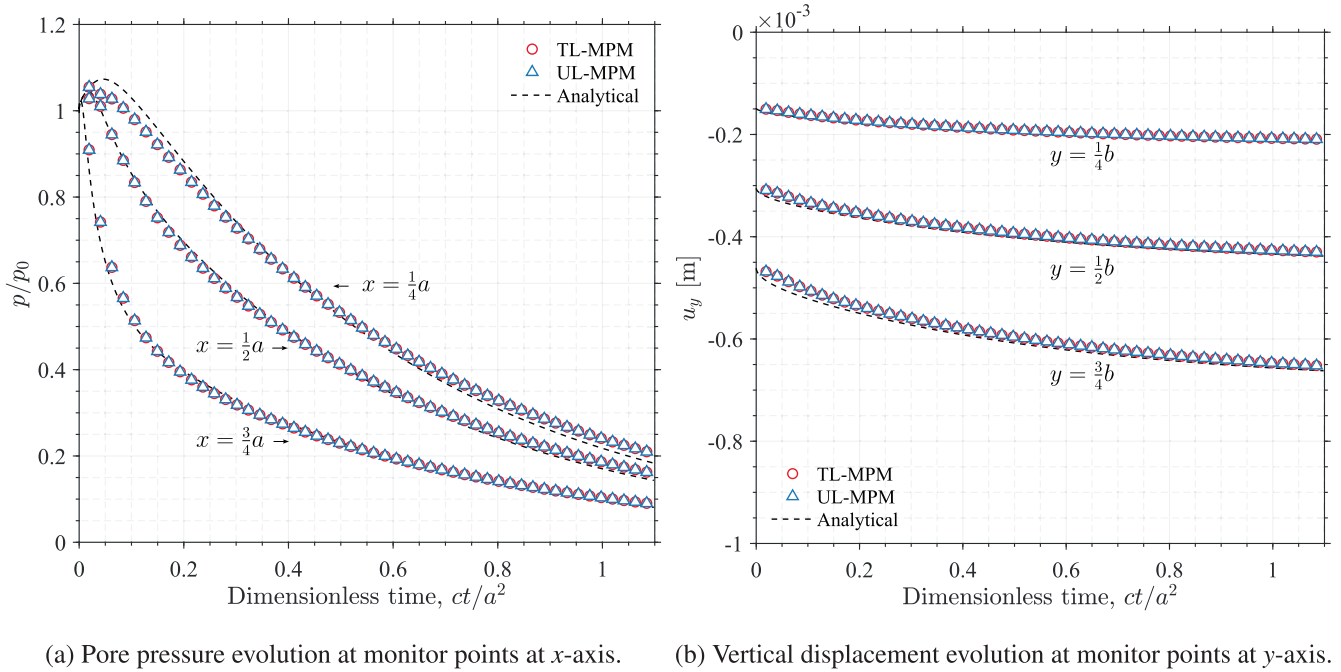 1.2
1
0.8
0.6
0.4
0.2
0
p/p₀
TL-MPM
UL-MPM
Analytical
x = ¼a
x = ½a
x = ¾a
0 0.2 0.4 0.6 0.8 1
Dimensionless time, ct/a²
(a) Pore pressure evolution at monitor points at x-axis.
×10⁻³
0
-0.2
-0.4
-0.6
-0.8
-1
u_y [m]
y = ¼b
y = ½b
y = ¾b
TL-MPM
UL-MPM
Analytical
0 0.2 0.4 0.6 0.8 1
Dimensionless time, ct/a²
(b) Vertical displacement evolution at monitor points at y-axis.